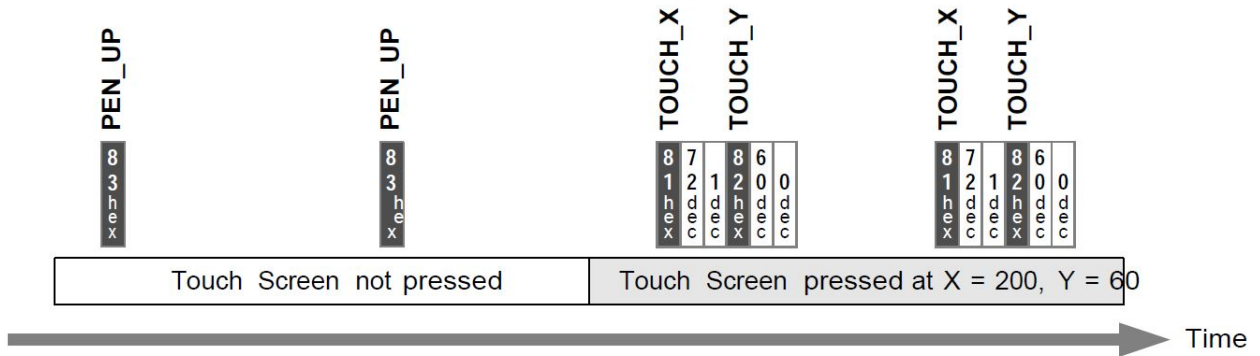 PEN_UP
PEN_UP
TOUCH_X
TOUCH_Y
TOUCH_X
TOUCH_Y
83hex
83hex
81hex 72dec 1dec 82hex 60dec 0dec
81hex 72dec 1dec 82hex 60dec 0dec
Touch Screen not pressed
Touch Screen pressed at X = 200, Y = 60
Time